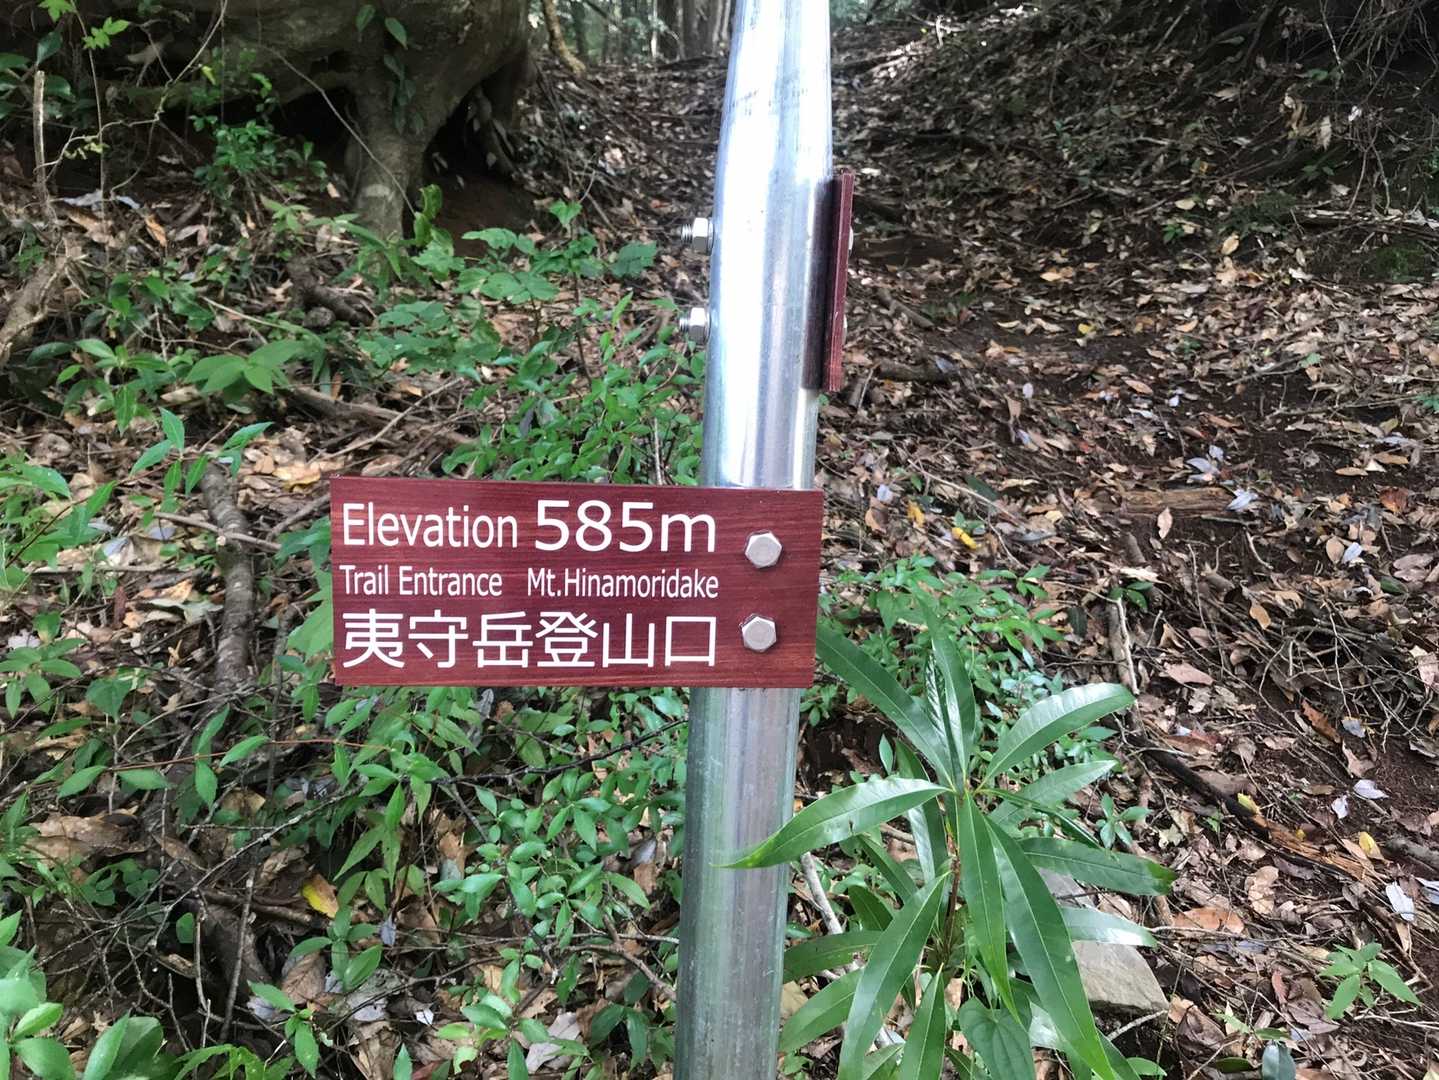 Elevation 585m
Trail Entrance Mt.Hinamoridake
夷守岳登山口